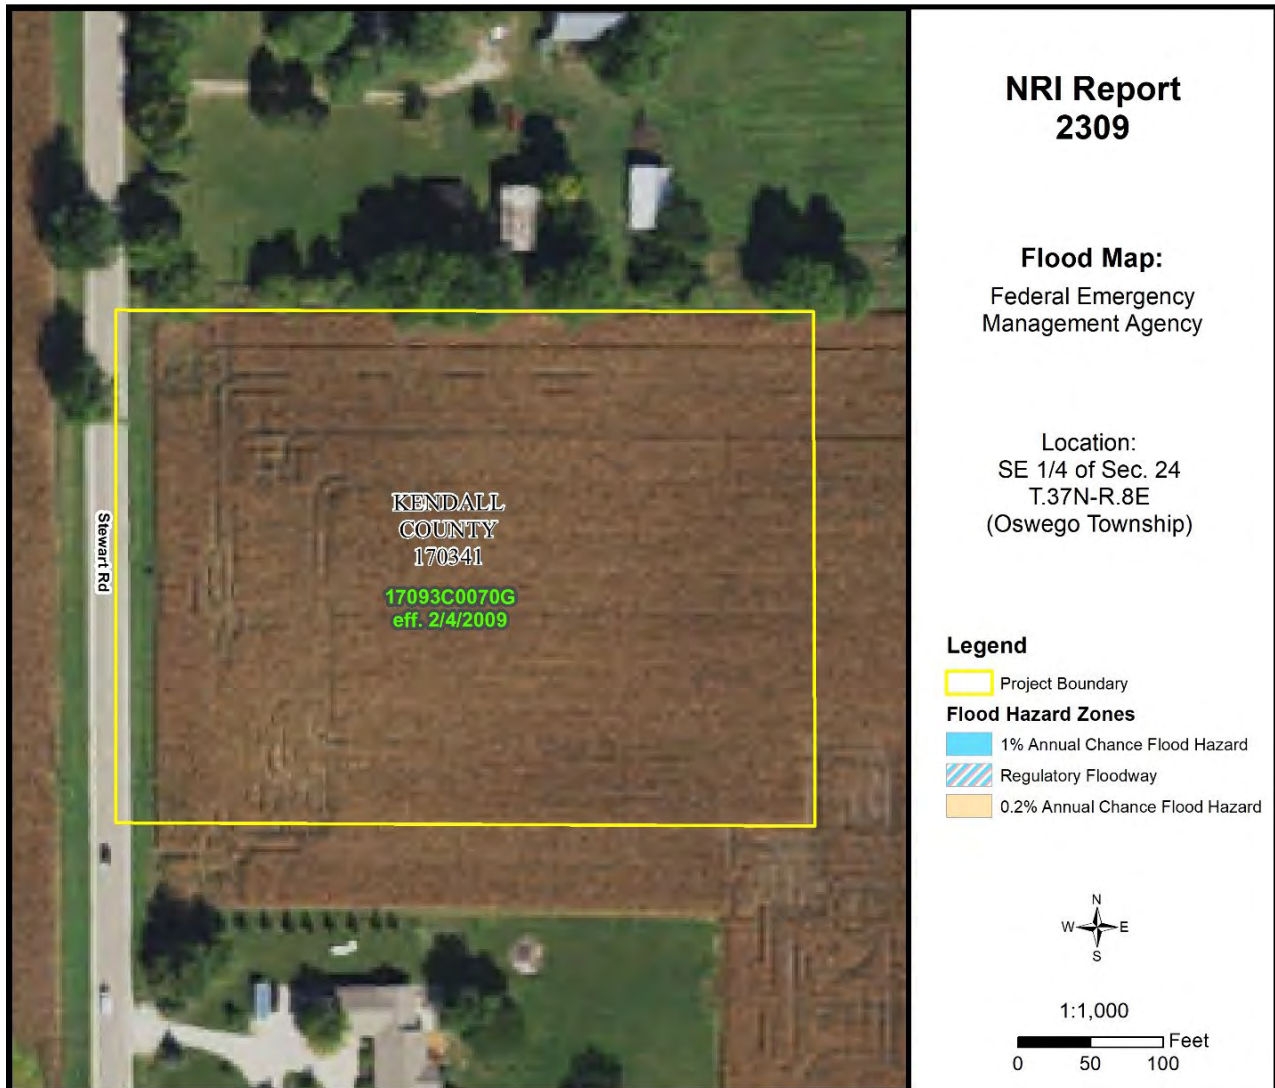 NRI Report
2309
Flood Map:
Federal Emergency
Management Agency
Location:
SE 1/4 of Sec. 24
T.37N-R.8E
(Oswego Township)
Legend
Project Boundary
Flood Hazard Zones
1% Annual Chance Flood Hazard
Regulatory Floodway
0.2% Annual Chance Flood Hazard
N
W E
S
1:1,000
Feet
0 50 100
Stewart Rd
KENDALL
COUNTY
170341
17093C0070G
eff. 2/4/2009